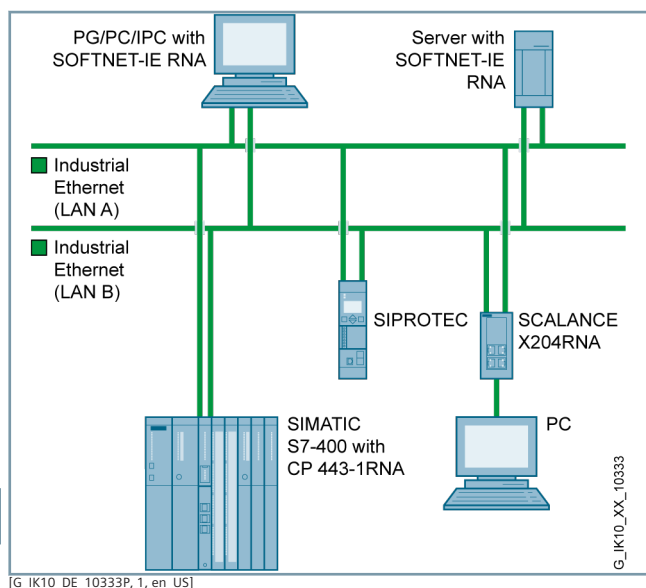 PG/PC/IPC with
SOFTNET-IE RNA
Server with
SOFTNET-IE
RNA
Industrial
Ethernet
(LAN A)
Industrial
Ethernet
(LAN B)
SIPROTEC
SCALANCE
X204RNA
SIMATIC
S7-400 with
CP 443-1RNA
PC
G_IK10_XX_10333
[G_IK10_DE_10333P, 1, en_US]